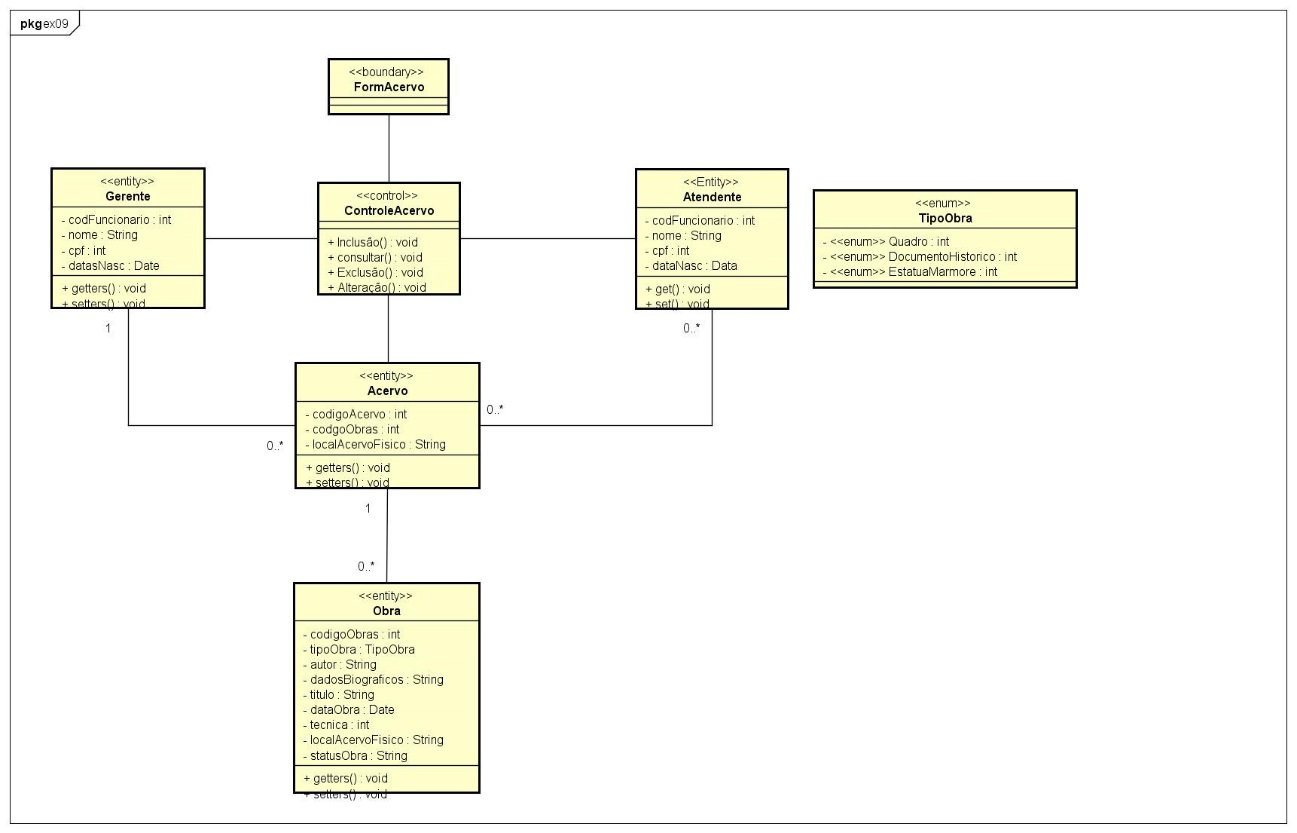 pkg ex09
<<boundary>>
FormAcervo
<<entity>>
Gerente
- codFuncionario : int
- nome : String
- cpf : int
- datasNasc : Date
+ getters() : void
+ setters() : void
1
<<control>>
ControleAcervo
+ Inclusão() : void
+ consultar() : void
+ Exclusão() : void
+ Alteração() : void
<<Entity>>
Atendente
- codFuncionario : int
- nome : String
- cpf : int
- dataNasc : Data
+ get() : void
+ set() : void
0..*
<<enum>>
TipoObra
- <<enum>> Quadro : int
- <<enum>> DocumentoHistorico : int
- <<enum>> EstatuaMarmore : int
<<entity>>
Acervo
- codigoAcervo : int
- codgoObras : int
- localAcervoFisico : String
+ getters() : void
+ setters() : void
0..*
0..*
1
0..*
<<entity>>
Obra
- codigoObras : int
- tipoObra : TipoObra
- autor : String
- dadosBiograficos : String
- titulo : String
- dataObra : Date
- tecnica : int
- localAcervoFisico : String
- statusObra : String
+ getters() : void
+ setters() : void